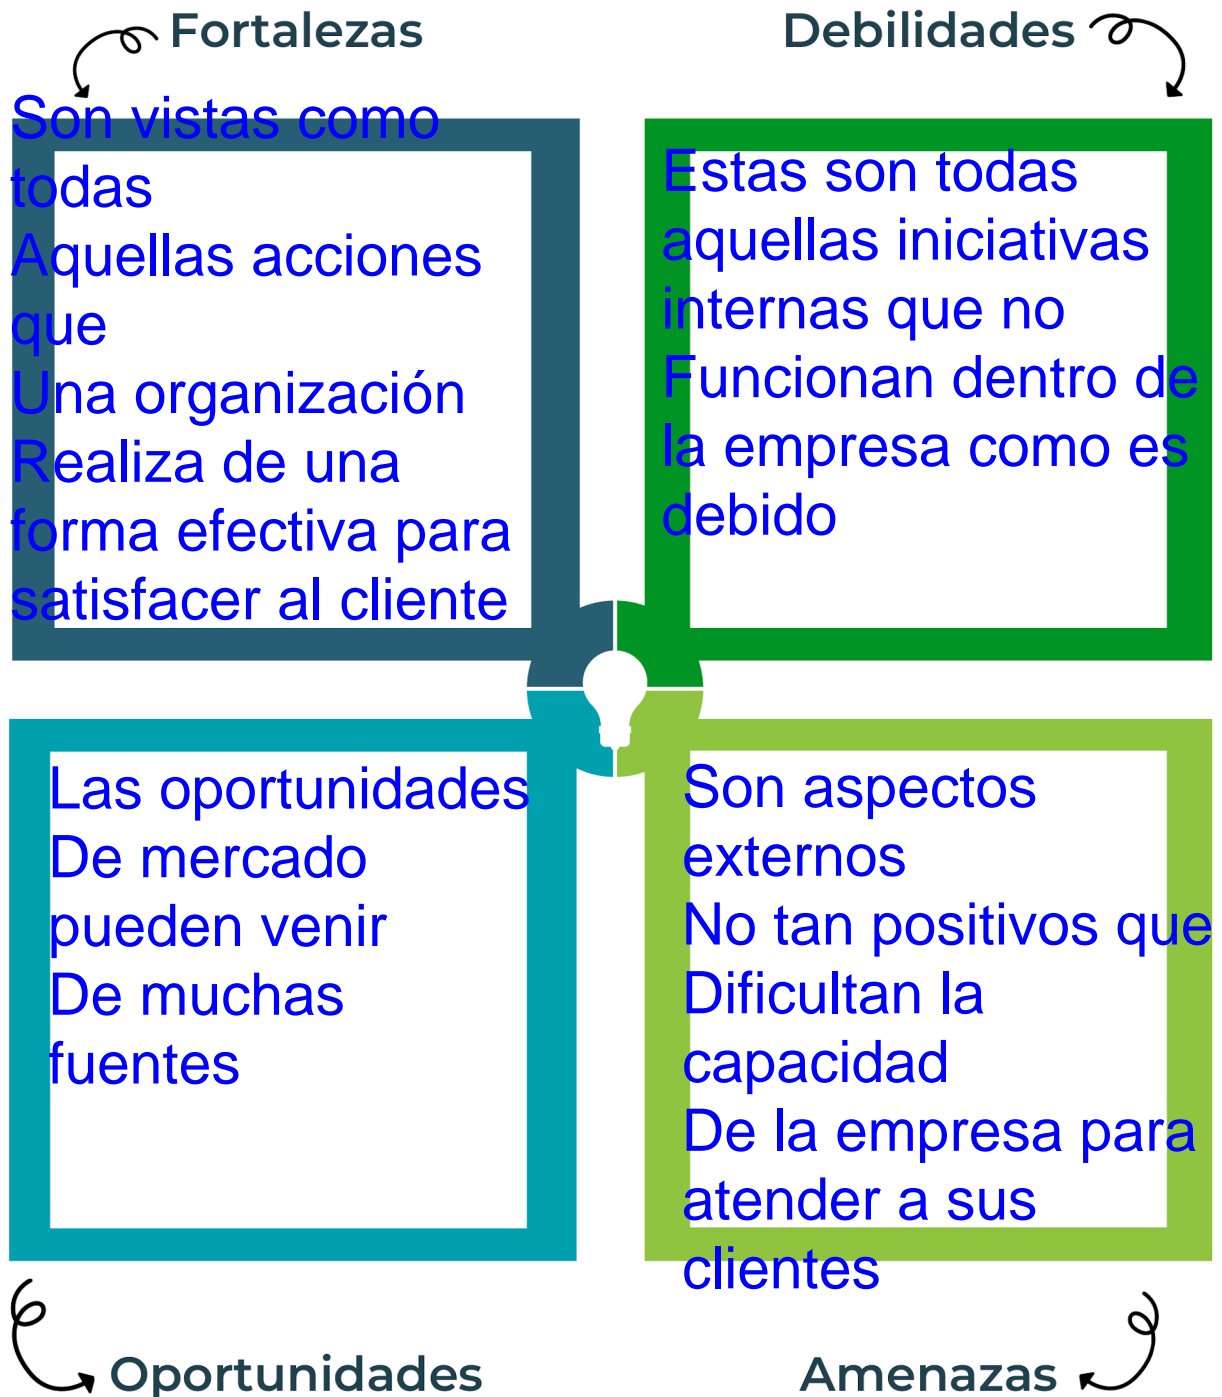 Fortalezas
Son vistas como
todas
Aquellas acciones
que
Una organización
Realiza de una
forma efectiva para
satisfacer al cliente
Debilidades
Estas son todas
aquellas iniciativas
internas que no
Funcionan dentro de
la empresa como es
debido
Las oportunidades
De mercado
pueden venir
De muchas
fuentes
Oportunidades
Son aspectos
externos
No tan positivos que
Dificultan la
capacidad
De la empresa para
atender a sus
clientes
Amenazas